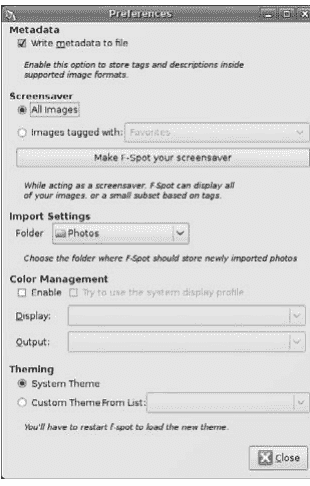 Preferences
Metadata
Write metadata to file
Enable this option to store tags and descriptions inside
supported image formats.
Screensaver
All Images
Images tagged with: Favorites
Make F-Spot your screensaver
While acting as a screensaver, F-Spot can display all
of your images, or a small subset based on tags.
Import Settings
Folder Photos
Choose the folder where F-Spot should store newly imported photos
Color Management
Enable Try to use the system display profile
Display:
Output:
Theming
System Theme
Custom Theme From List:
You'll have to restart f-spot to load the new theme.
Close